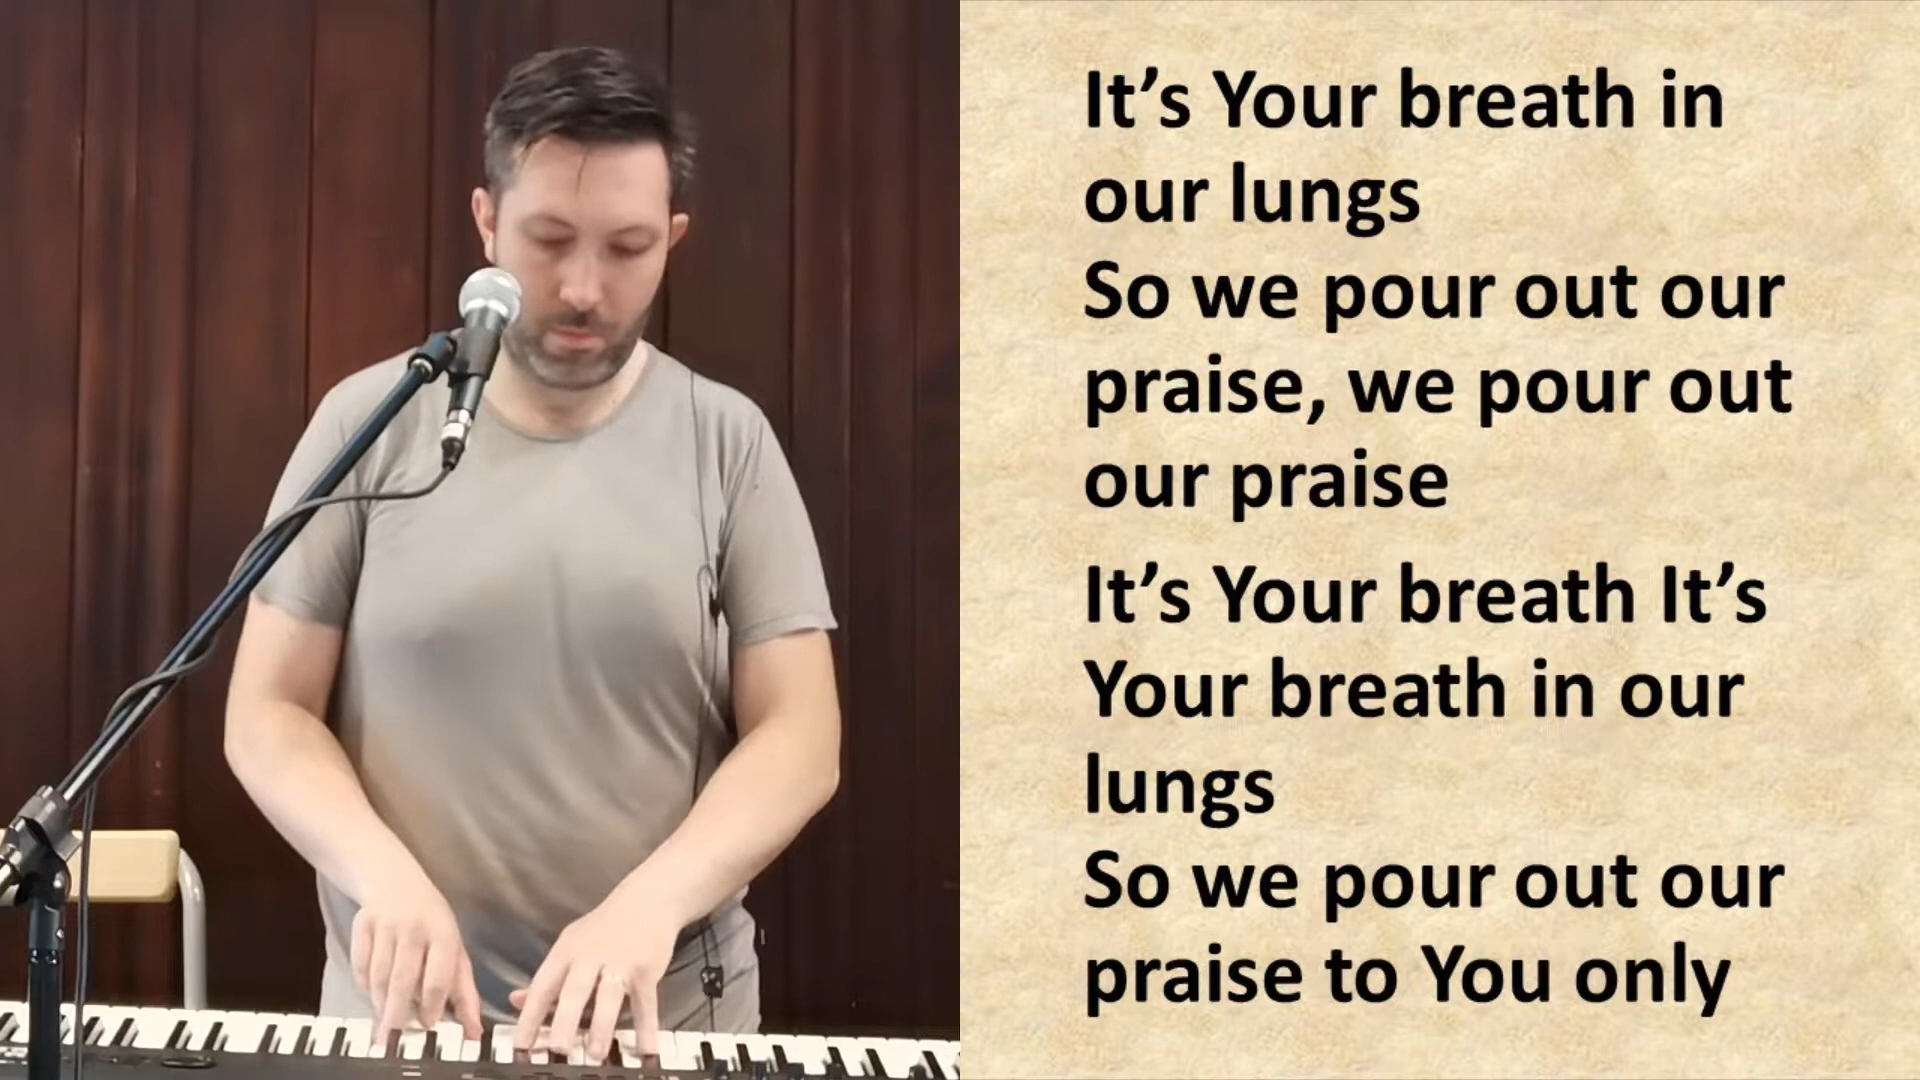 It’s Your breath in
our lungs
So we pour out our
praise, we pour out
our praise
It’s Your breath It’s
Your breath in our
lungs
So we pour out our
praise to You only